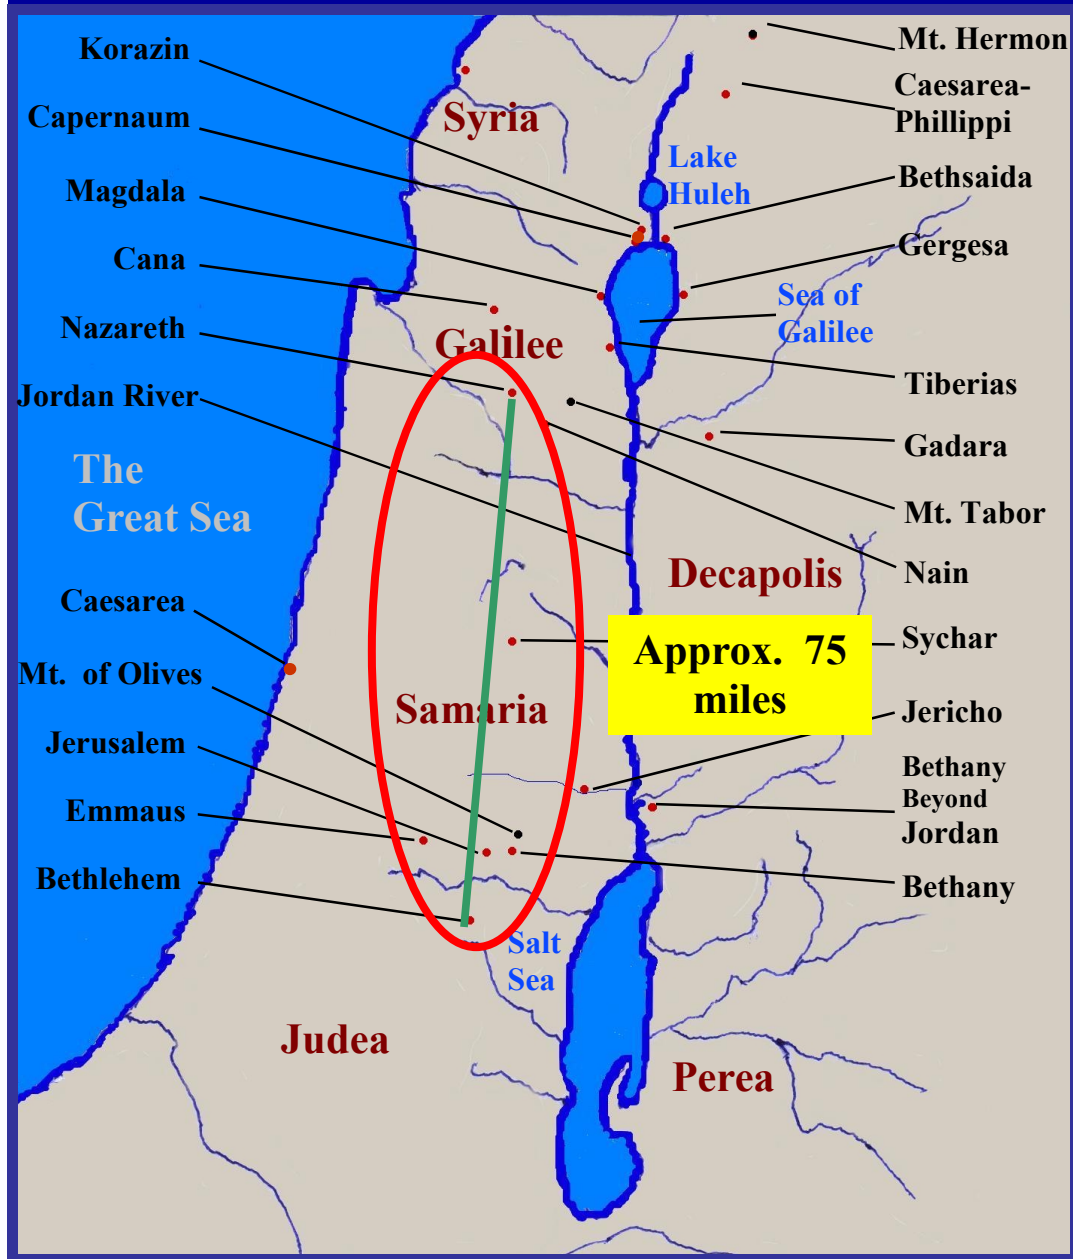 Korazin
Capernaum
Magdala
Cana
Nazareth
Jordan River
The
Great Sea
Caesarea
Mt. of Olives
Jerusalem
Emmaus
Bethlehem
Syria
Lake
Huleh
Galilee
Sea of
Galilee
Decapolis
Approx. 75
miles
Samaria
Salt
Sea
Judea
Perea
Mt. Hermon
Caesarea-
Phillippi
Bethsaida
Gergesa
Tiberias
Gadara
Mt. Tabor
Nain
Sychar
Jericho
Bethany
Beyond
Jordan
Bethany